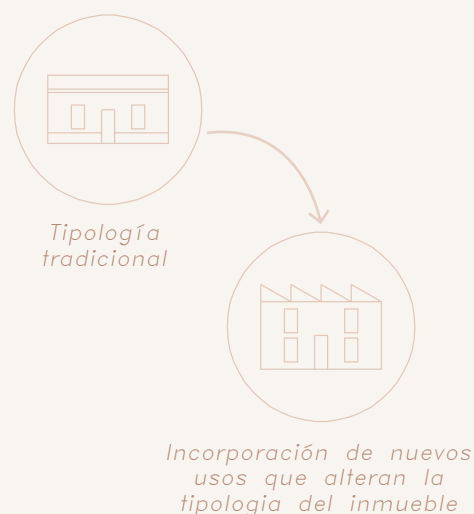 Tipología
tradicional
Incorporación de nuevos
usos que alteran la
tipologia del inmueble